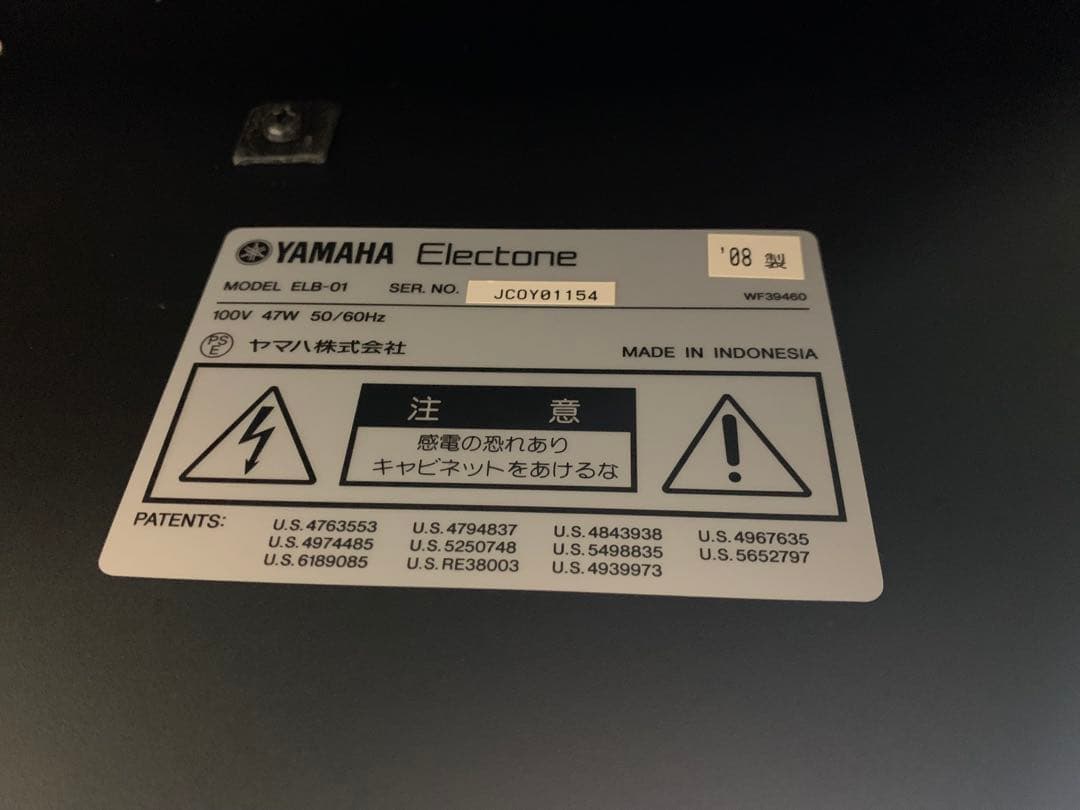 YAMAHA Electone '08 製
MODEL ELB-01 SER. NO. JCOY01154 WF39460
100V 47W 50/60Hz
PSE ヤマハ株式会社 MADE IN INDONESIA
注意
感電の恐れあり
キャビネットをあけるな
PATENTS: U.S.4763553 U.S.4794837 U.S.4843938 U.S.4967635
U.S.4974485 U.S.5250748 U.S.5498835 U.S.5652797
U.S.6189085 U.S.RE38003 U.S.4939973